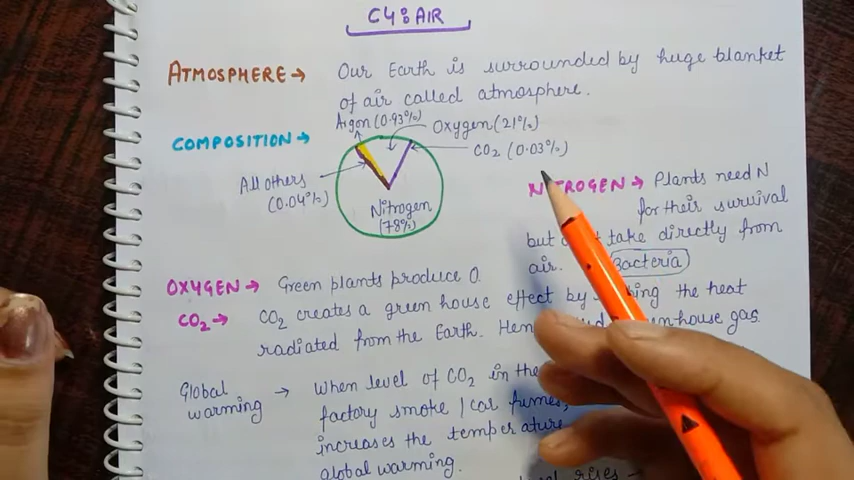 C4: AIR
ATMOSPHERE → Our Earth is surrounded by huge blanket
of air called atmosphere.
COMPOSITION →
Argon (0.93%)
Oxygen (21%)
CO2 (0.03%)
All others
(0.04%)
Nitrogen
(78%)
NITROGEN → Plants need N
for their survival
but take directly from
air. Bacteria
OXYGEN → Green plants produce O.
CO2 → CO2 creates a green house effect by the heat
radiated from the Earth. house gas.
Global
warming → When level of CO2 in the
factory smoke / car fumes,
increases the temperature
global warming.
rises